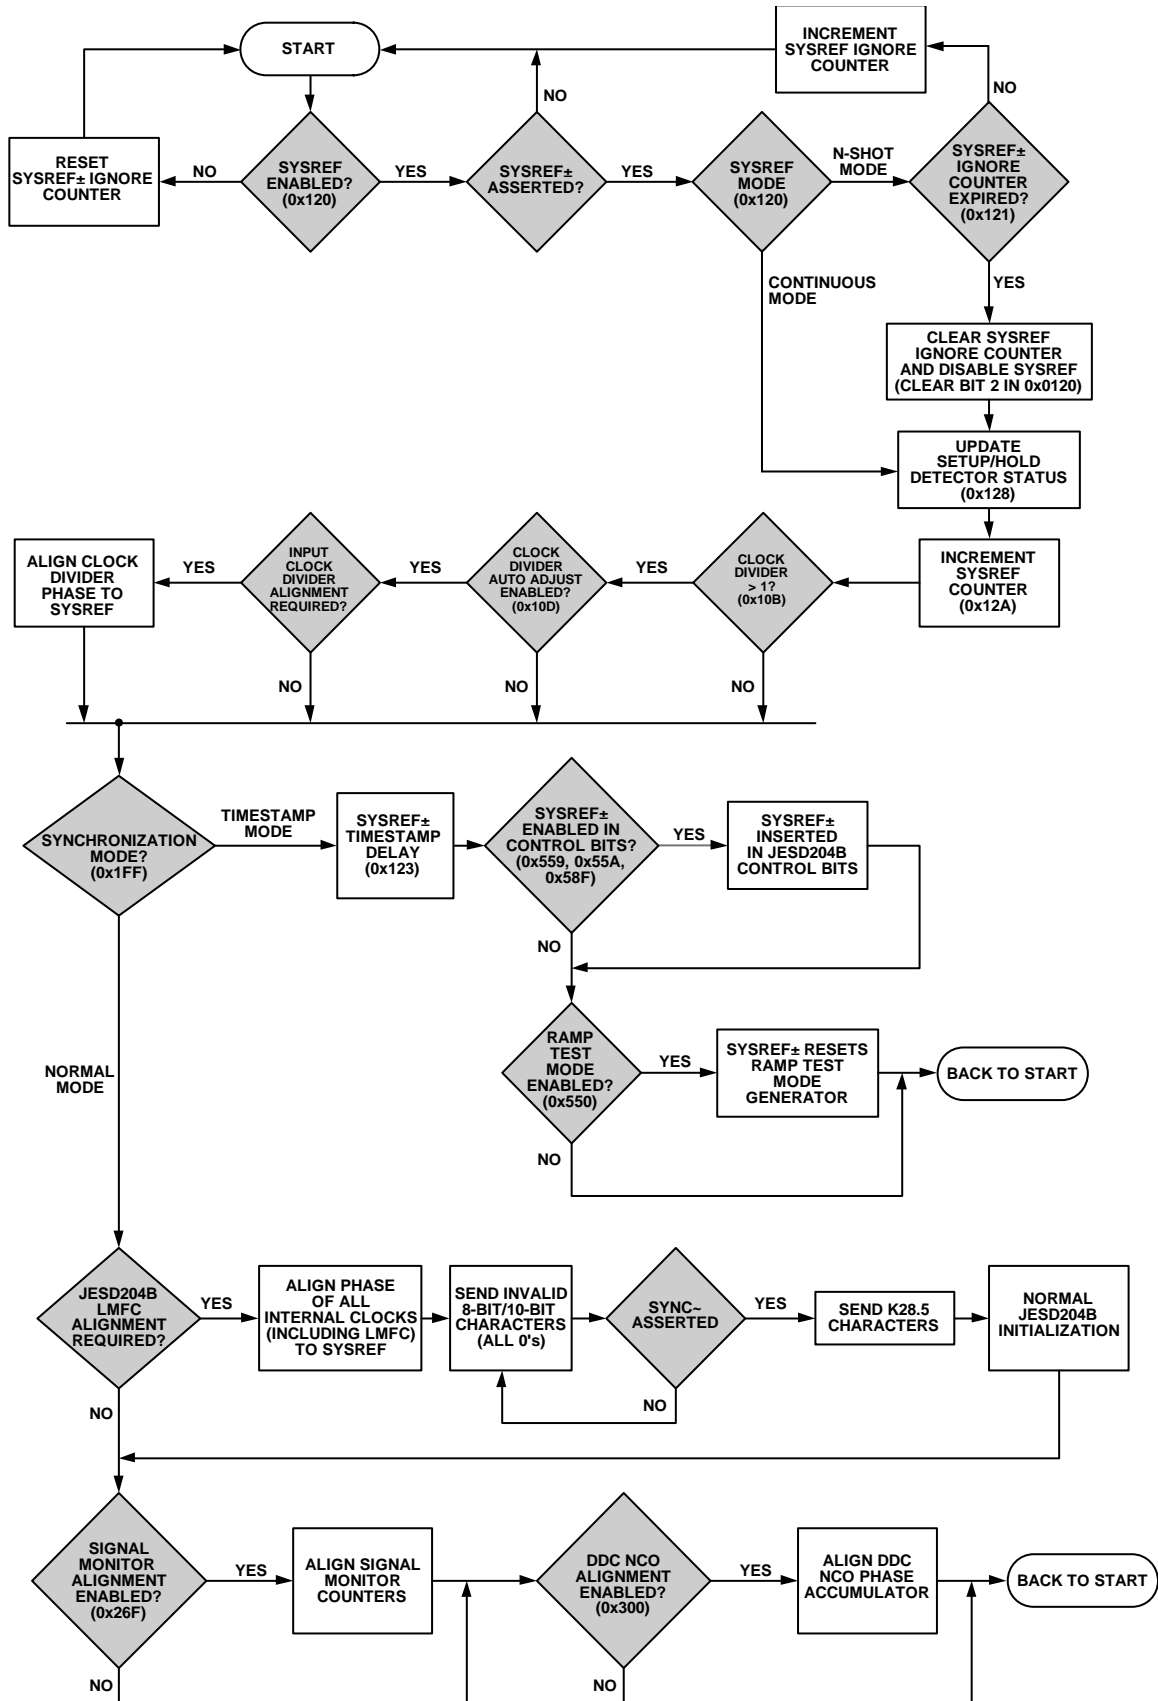 START
INCREMENT
SYSREF IGNORE
COUNTER
NO
NO
RESET
SYSREF± IGNORE
COUNTER
NO
SYSREF
ENABLED?
(0x120)
YES
SYSREF±
ASSERTED?
YES
SYSREF
MODE
(0x120)
N-SHOT
MODE
SYSREF±
IGNORE
COUNTER
EXPIRED?
(0x121)
CONTINUOUS
MODE
YES
CLEAR SYSREF
IGNORE COUNTER
AND DISABLE SYSREF
(CLEAR BIT 2 IN 0x0120)
UPDATE
SETUP/HOLD
DETECTOR STATUS
(0x128)
ALIGN CLOCK
DIVIDER
PHASE TO
SYSREF
YES
INPUT
CLOCK
DIVIDER
ALIGNMENT
REQUIRED?
YES
CLOCK
DIVIDER
AUTO ADJUST
ENABLED?
(0x10D)
YES
CLOCK
DIVIDER
> 1?
(0x10B)
INCREMENT
SYSREF
COUNTER
(0x12A)
NO
NO
NO
SYNCHRONIZATION
MODE?
(0x1FF)
TIMESTAMP
MODE
SYSREF±
TIMESTAMP
DELAY
(0x123)
SYSREF±
ENABLED IN
CONTROL BITS?
(0x559, 0x55A,
0x58F)
YES
SYSREF±
INSERTED
IN JESD204B
CONTROL BITS
NO
NORMAL
MODE
RAMP
TEST
MODE
ENABLED?
(0x550)
YES
SYSREF± RESETS
RAMP TEST
MODE
GENERATOR
BACK TO START
NO
JESD204B
LMFC
ALIGNMENT
REQUIRED?
YES
ALIGN PHASE
OF ALL
INTERNAL CLOCKS
(INCLUDING LMFC)
TO SYSREF
SEND INVALID
8-BIT/10-BIT
CHARACTERS
(ALL 0's)
SYNC~
ASSERTED
YES
SEND K28.5
CHARACTERS
NORMAL
JESD204B
INITIALIZATION
NO
NO
SIGNAL
MONITOR
ALIGNMENT
ENABLED?
(0x26F)
YES
ALIGN SIGNAL
MONITOR
COUNTERS
DDC NCO
ALIGNMENT
ENABLED?
(0x300)
YES
ALIGN DDC
NCO PHASE
ACCUMULATOR
BACK TO START
NO
NO